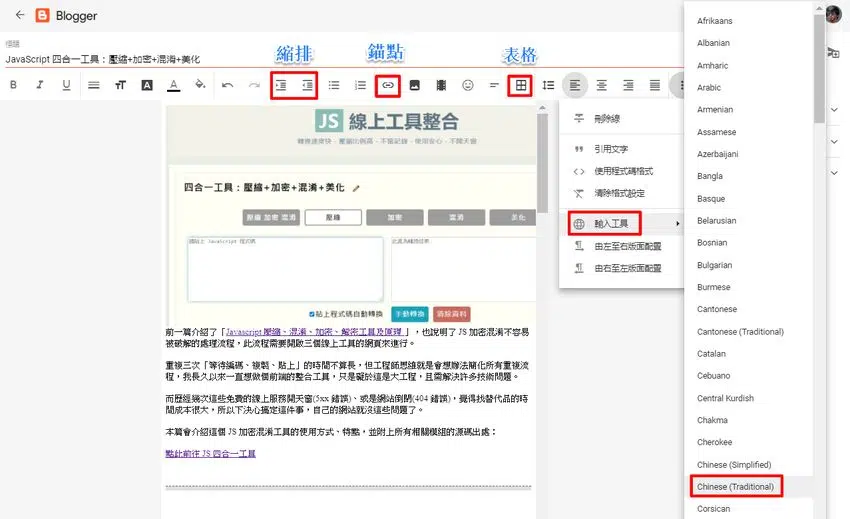 Blogger
標題
JavaScript 四合一工具：壓縮+加密+混淆+美化
縮排
錨點
表格
B I U
JS 線上工具整合
轉換速度快、壓縮比例高、不留記錄、使用安心、不開天窗
四合一工具：壓縮+加密+混淆+美化
壓縮 加密 混淆
壓縮
加密
混淆
美化
請貼上 JavaScript 程式碼
此處為轉換結果
貼上程式碼自動轉換
手動轉換
清除資料
前一篇介紹了「Javascript 壓縮、混淆、加密、解密工具及原理」，也說明了 JS 加密混淆不容易
被破解的處理流程，此流程需要開啟三個線上工具的網頁來進行。
重複三次「等待編碼、複製、貼上」的時間不算長，但工程師思維就是會想辦法簡化所有重複流
程，我長久以來一直想做個前端的整合工具，只是礙於這是大工程，且需解決許多技術問題。
而歷經幾次這些免費的線上服務開天窗(5xx 錯誤)、或是網站倒閉(404 錯誤)，覺得找替代品的時
間成本很大，所以下決心搞定這件事，自己的網站就沒這些問題了。
本篇會介紹這個 JS 加密混淆工具的使用方式、特點，並附上所有相關模組的源碼出處：
點此前往 JS 四合一工具
刪除線
引用文字
使用程式碼格式
清除格式設定
輸入工具
由左至右版面配置
由右至左版面配置
Afrikaans
Albanian
Amharic
Arabic
Armenian
Assamese
Azerbaijani
Bangla
Basque
Belarusian
Bosnian
Bulgarian
Burmese
Cantonese
Cantonese (Traditional)
Catalan
Cebuano
Central Kurdish
Chakma
Cherokee
Chinese (Simplified)
Chinese (Traditional)
Corsican